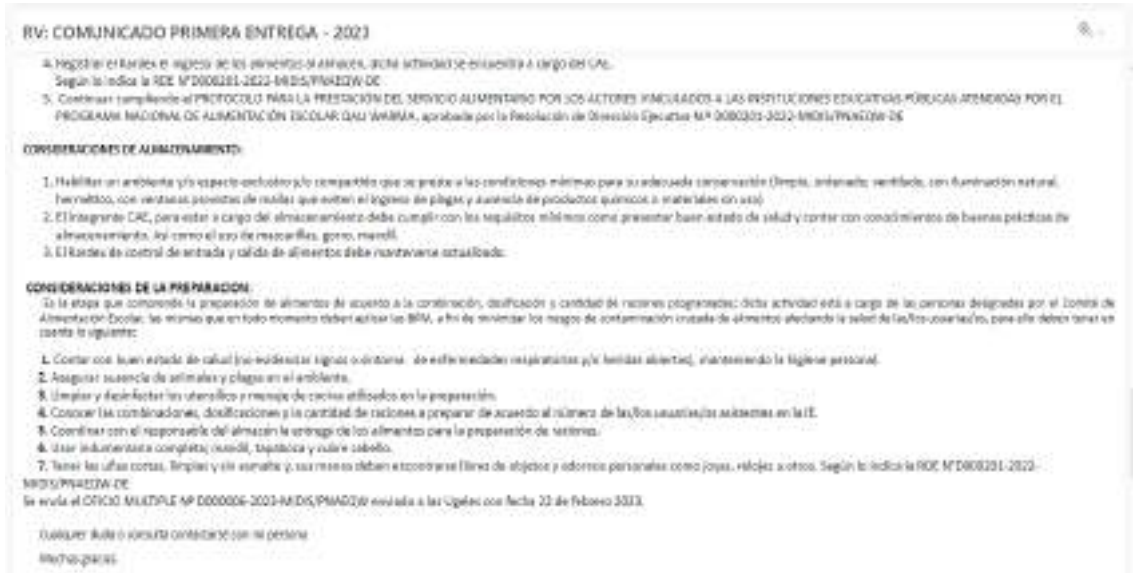 RV: COMUNICADO PRIMERA ENTREGA - 2023
4. Registrar el Kardex el ingreso de los alimentos al almacén, dicha actividad se encuentra a cargo del CAE.
Según lo indica la RDE N°D000201-2022-MIDIS/PNAEQW-DE
5. Continuar cumpliendo el PROTOCOLO PARA LA PRESTACIÓN DEL SERVICIO ALIMENTARIO POR LOS ACTORES VINCULADOS A LAS INSTITUCIONES EDUCATIVAS PÚBLICAS ATENDIDAS POR EL
PROGRAMA NACIONAL DE ALIMENTACIÓN ESCOLAR QALI WARMA, aprobada por la Resolución de Dirección Ejecutiva N° D000201-2022-MIDIS/PNAEQW-DE
CONSIDERACIONES DE ALMACENAMIENTO:
1. Habilitar un ambiente y/o espacio exclusivo y/o compartido que se preste a las condiciones mínimas para su adecuada conservación (limpio, ordenado, ventilado, con iluminación natural,
hermético, con ventanas provistas de mallas que eviten el ingreso de plagas y ausencia de productos químicos o materiales sin uso)
2. El integrante CAE, para estar a cargo del almacenamiento debe cumplir con los requisitos mínimos como presentar buen estado de salud y contar con conocimientos de buenas prácticas de
almacenamiento. Así como el uso de mascarillas, gorro, mandil.
3. El Kardex de control de entrada y salida de alimentos debe mantenerse actualizado.
CONSIDERACIONES DE LA PREPARACION:
Es la etapa que comprende la preparación de alimentos de acuerdo a la combinación, dosificación y cantidad de raciones programadas; dicha actividad está a cargo de las personas designadas por el Comité de
Alimentación Escolar, las mismas que en todo momento deben aplicar las BPM, a fin de minimizar los riesgos de contaminación cruzada de alimentos afectando la salud de las/los usuarias/os, para ello deben tener en
cuenta lo siguiente:
1. Contar con buen estado de salud (no evidenciar signos o síntoma de enfermedades respiratorias y/o heridas abiertas), manteniendo la higiene personal.
2. Asegurar ausencia de animales y plagas en el ambiente.
3. Limpiar y desinfectar los utensilios y menaje de cocina utilizados en la preparación.
4. Conocer las combinaciones, dosificaciones y la cantidad de raciones a preparar de acuerdo al número de las/los usuarias/os asistentes en la IE.
5. Coordinar con el responsable del almacén la entrega de los alimentos para la preparación de raciones.
6. Usar indumentaria completa; mandil, tapaboca y cubre cabello.
7. Tener las uñas cortas, limpias y sin esmalte y, sus manos deben encontrarse libres de objetos y adornos personales como joyas, relojes u otros. Según lo indica la RDE N°D000201-2022-
MIDIS/PNAEQW-DE
Se envía el OFICIO MULTIPLE N° D000006-2023-MIDIS/PNAEQW enviado a las Ugeles con fecha 22 de febrero 2023.
Cualquier duda o consulta contactarse con mi persona
Muchas gracias